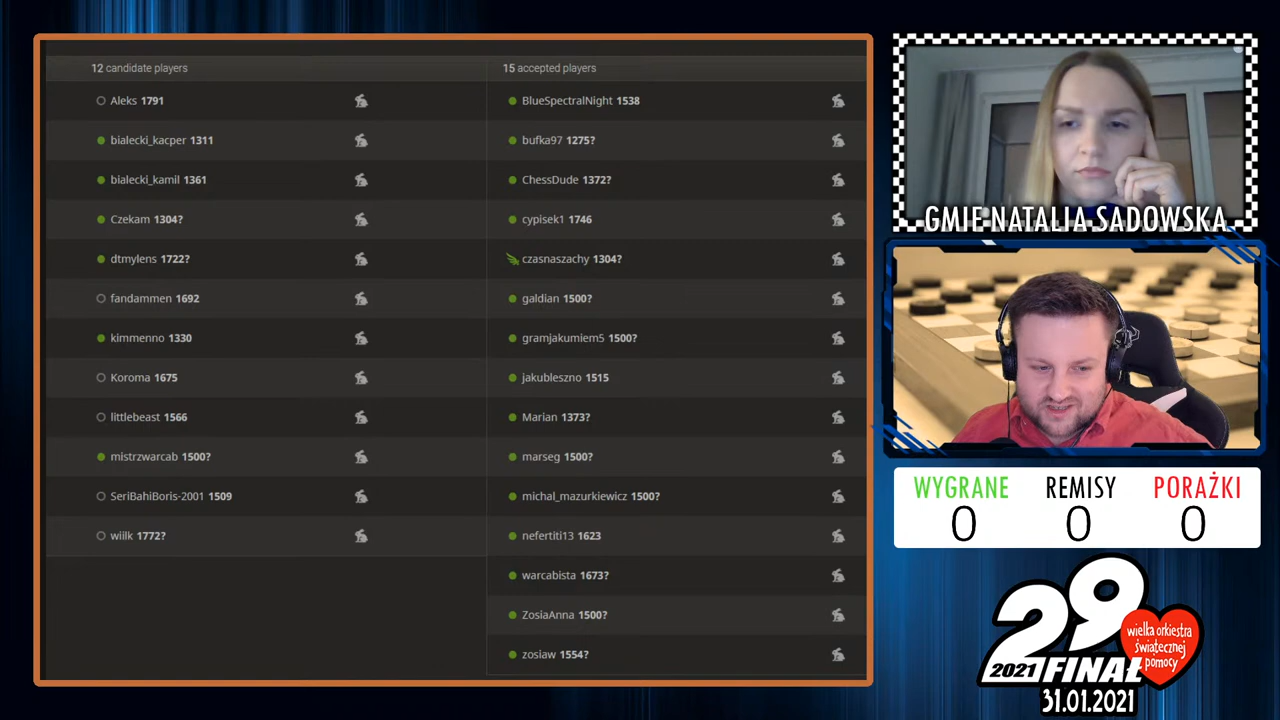 12 candidate players
Aleks 1791
bialecki_kacper 1311
bialecki_kamil 1361
Czekam 1304?
dtmylens 1722?
fandammen 1692
kimmenno 1330
Koroma 1675
littlebeast 1566
mistrzwarcab 1500?
SeriBahiBoris-2001 1509
wiilk 1772?
15 accepted players
BlueSpectralNight 1538
bufka97 1275?
ChessDude 1372?
cypisek1 1746
czasnaszachy 1304?
galdian 1500?
gramjakumiem5 1500?
jakubleszno 1515
Marian 1373?
marseg 1500?
michal_mazurkiewicz 1500?
nefertiti13 1623
warcabista 1673?
ZosiaAnna 1500?
zosiaw 1554?
GMIE NATALIA SADOWSKA
WYGRANE REMISY PORAŻKI
0 0 0
29
2021 FINAŁ
wielka orkiestra
świątecznej
pomocy
31.01.2021